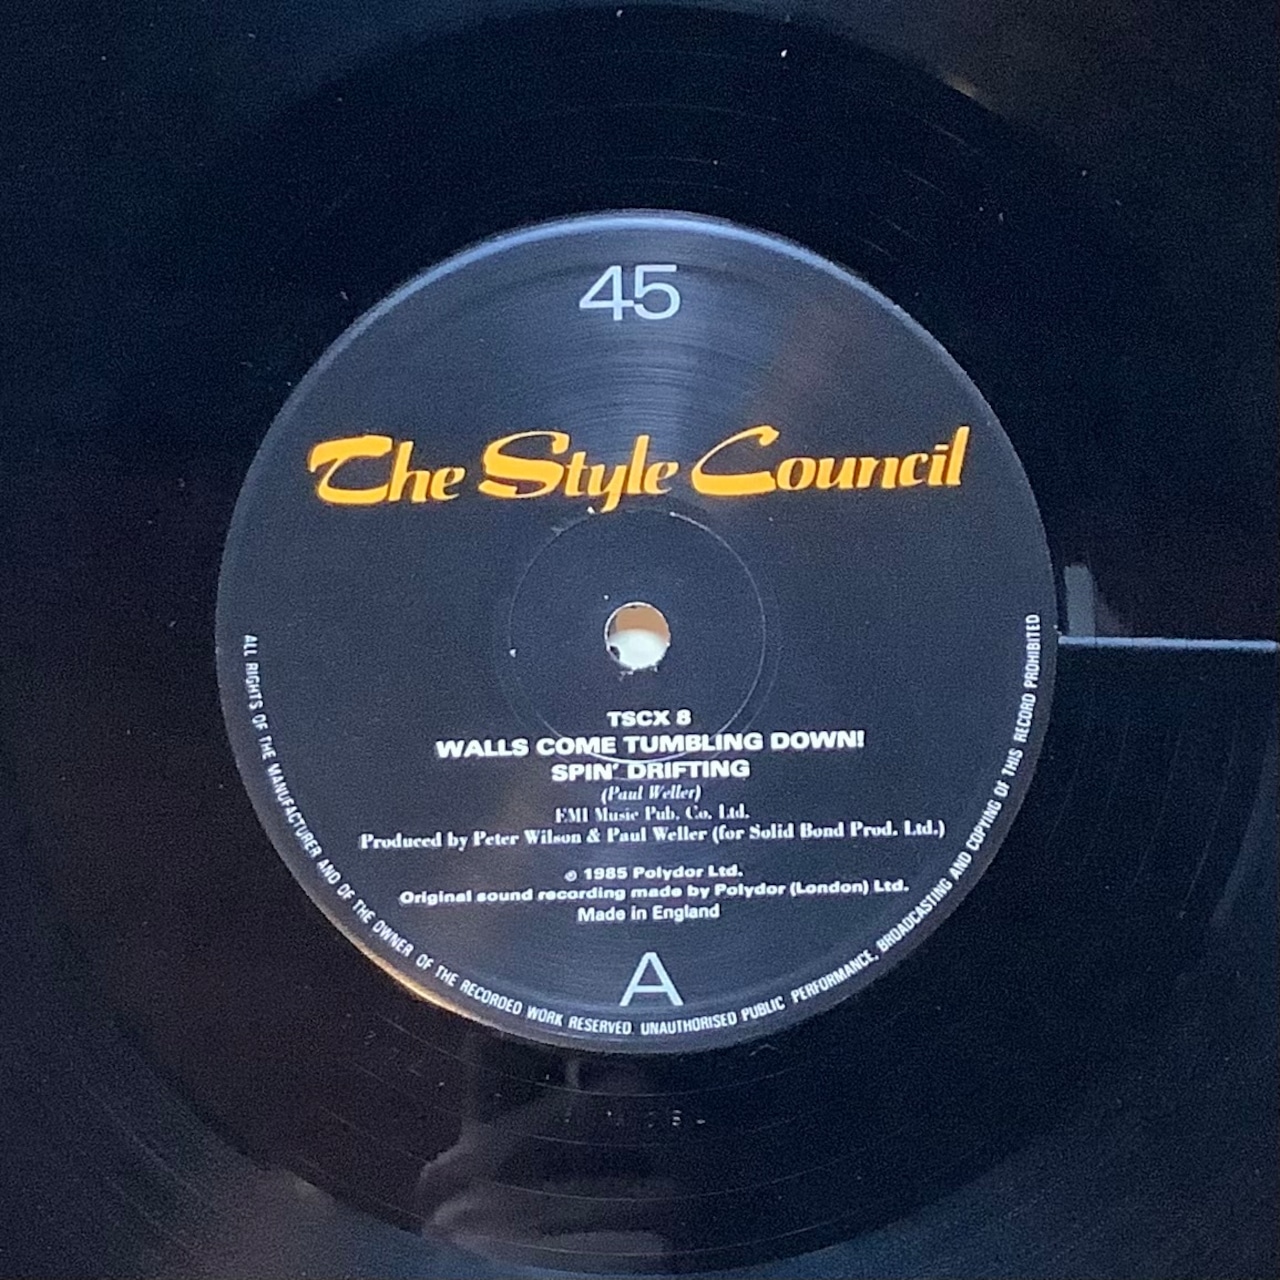 45
The Style Council
TSCX 8
WALLS COME TUMBLING DOWN!
SPIN' DRIFTING
(Paul Weller)
EMI Music Pub. Co. Ltd.
Produced by Peter Wilson & Paul Weller (for Solid Bond Prod. Ltd.)
℗ 1985 Polydor Ltd.
Original sound recording made by Polydor (London) Ltd.
Made in England
A
ALL RIGHTS OF THE MANUFACTURER AND OF THE OWNER OF THE RECORDED WORK RESERVED. UNAUTHORISED PUBLIC PERFORMANCE, BROADCASTING AND COPYING OF THIS RECORD PROHIBITED